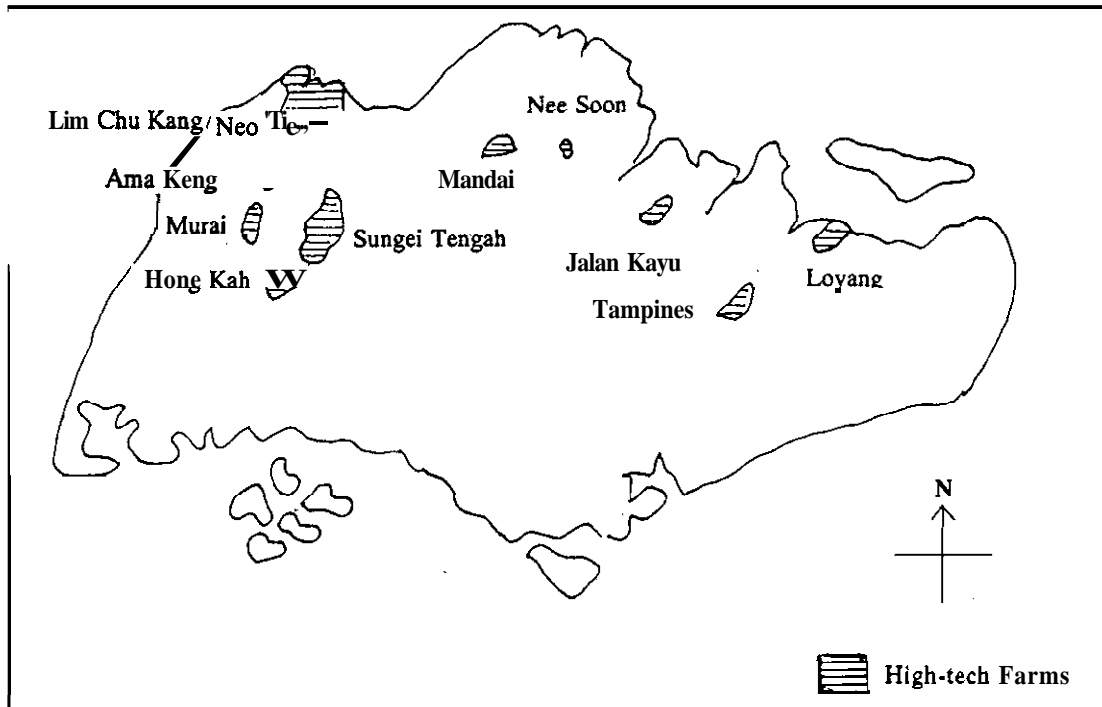 Nee Soon
Lim Chu Kang/Neo
Mandai
Ama Keng
Murai
Sungei Tengah
Hong Kah
Jalan Kayu
Loyang
Tampines
N
High-tech Farms